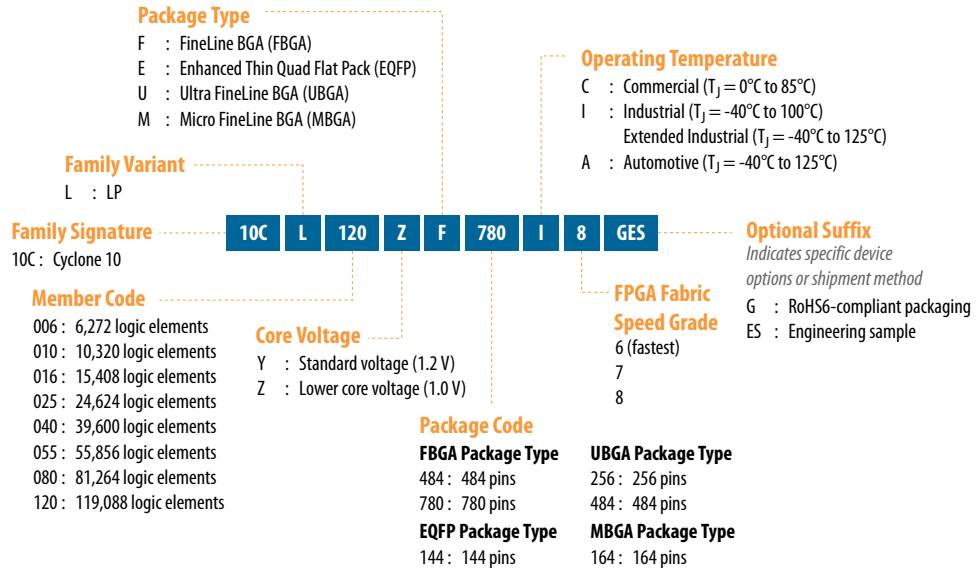 Package Type
F : FineLine BGA (FBGA)
E : Enhanced Thin Quad Flat Pack (EQFP)
U : Ultra FineLine BGA (UBGA)
M : Micro FineLine BGA (MBGA)
Operating Temperature
C : Commercial (TJ = 0°C to 85°C)
I : Industrial (TJ = -40°C to 100°C)
Extended Industrial (TJ = -40°C to 125°C)
A : Automotive (TJ = -40°C to 125°C)
Family Variant
L : LP
Family Signature
10C : Cyclone 10
10C L 120 Z F 780 I 8 GES
Optional Suffix
Indicates specific device
options or shipment method
G : RoHS6-compliant packaging
ES : Engineering sample
Member Code
006 : 6,272 logic elements
010 : 10,320 logic elements
016 : 15,408 logic elements
025 : 24,624 logic elements
040 : 39,600 logic elements
055 : 55,856 logic elements
080 : 81,264 logic elements
120 : 119,088 logic elements
Core Voltage
Y : Standard voltage (1.2 V)
Z : Lower core voltage (1.0 V)
FPGA Fabric
Speed Grade
6 (fastest)
7
8
Package Code
FBGA Package Type
484 : 484 pins
780 : 780 pins
EQFP Package Type
144 : 144 pins
UBGA Package Type
256 : 256 pins
484 : 484 pins
MBGA Package Type
164 : 164 pins